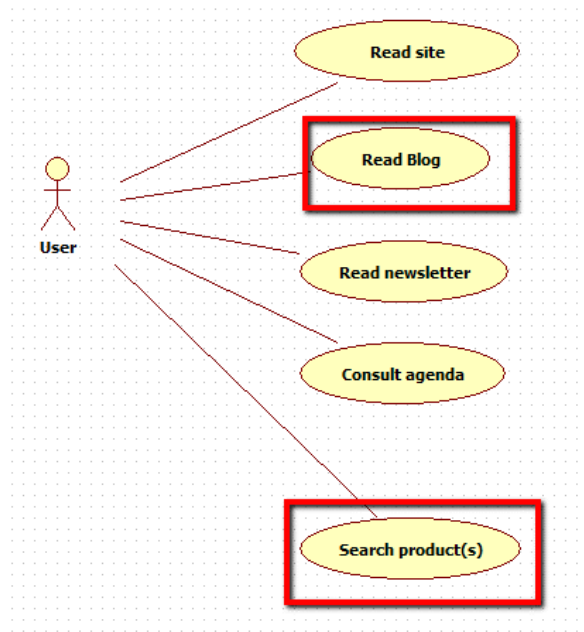 Read site
Read Blog
User
Read newsletter
Consult agenda
Search product(s)